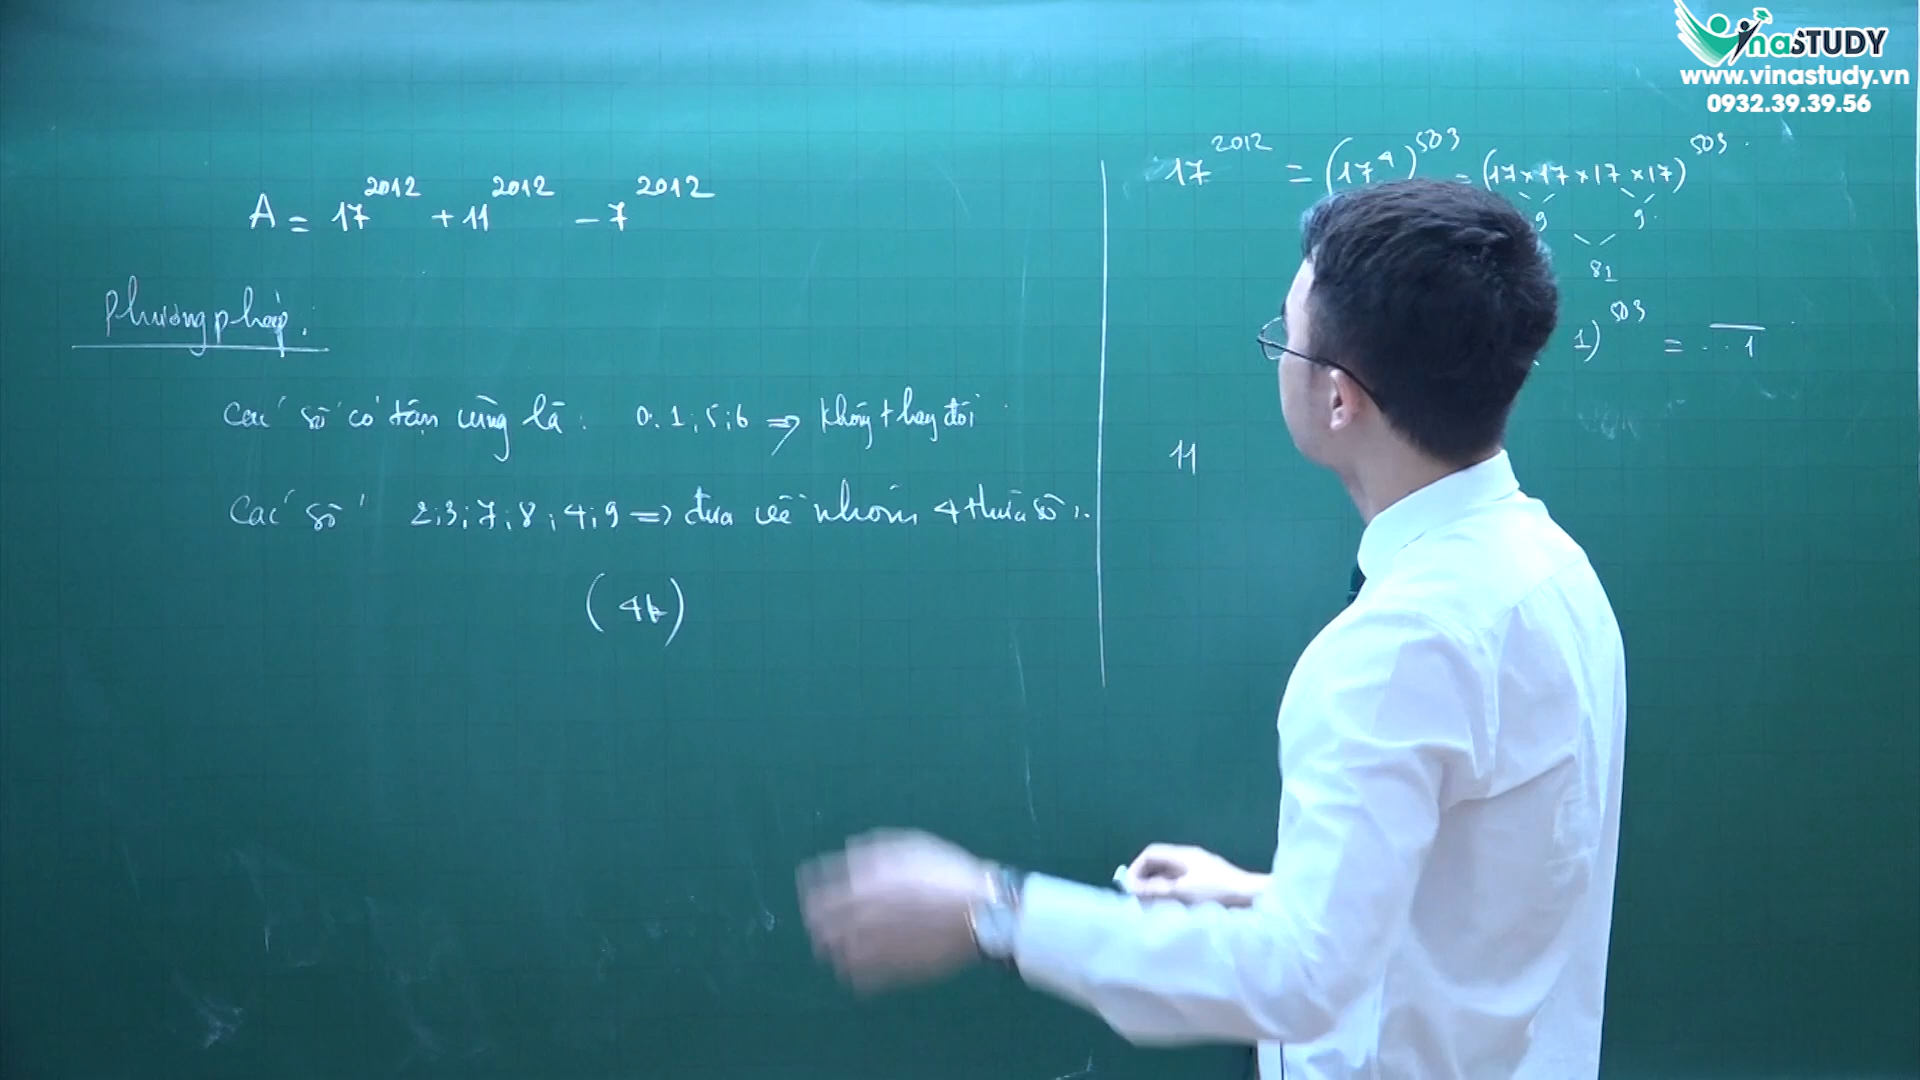 VinaSTUDY
www.vinastudy.vn
0932.39.39.56
A = 17^2012 + 11^2012 - 7^2012
Phương pháp:
Các số có tận cùng là: 0; 1; 5; 6 => không thay đổi
Các số 2; 3; 7; 8; 4; 9 => đưa về nhóm 4 thừa số
(4k)
17^2012 = (17^4)^503 = (17 × 17 × 17 × 17)^503
9 9
81
1)^503 = ...1
11